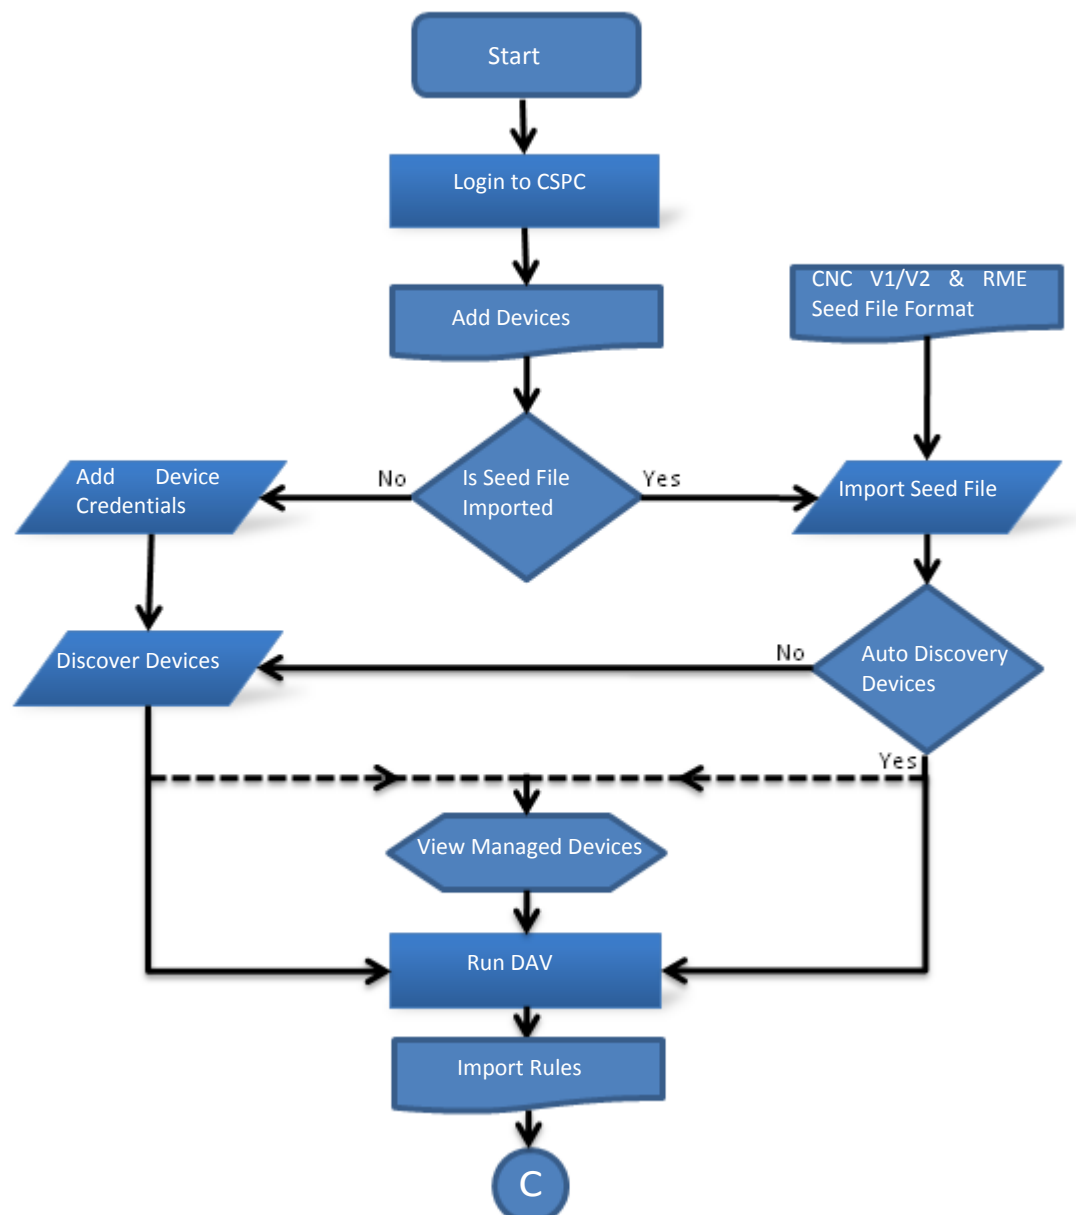 Start
Login to CSPC
CNC V1/V2 & RME
Seed File Format
Add Devices
Add Device
Credentials
No
Is Seed File
Imported
Yes
Import Seed File
Discover Devices
No
Auto Discovery
Devices
Yes
View Managed Devices
Run DAV
Import Rules
C